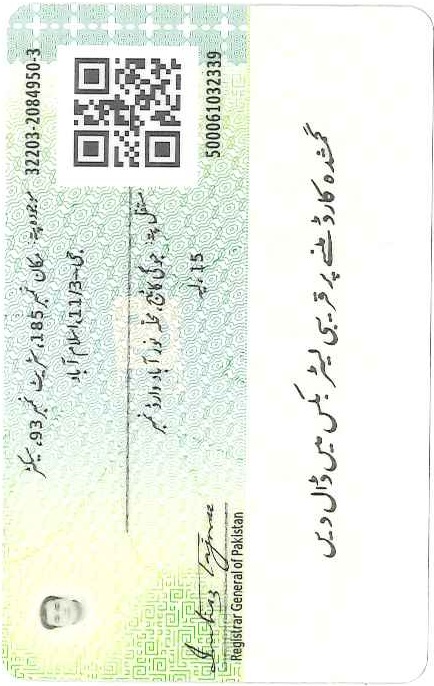 32203-2084950-3
موجودہ پتہ: مکان نمبر 185، سٹریٹ نمبر 93، سیکٹر
جی-11/3، اسلام آباد
مستقل پتہ: محلہ نور آباد وارڈ نمبر
15، لیہ
500061032339
Registrar General of Pakistan
گمشدہ کارڈ ملنے پر قریبی لیٹر بکس میں ڈال دیں